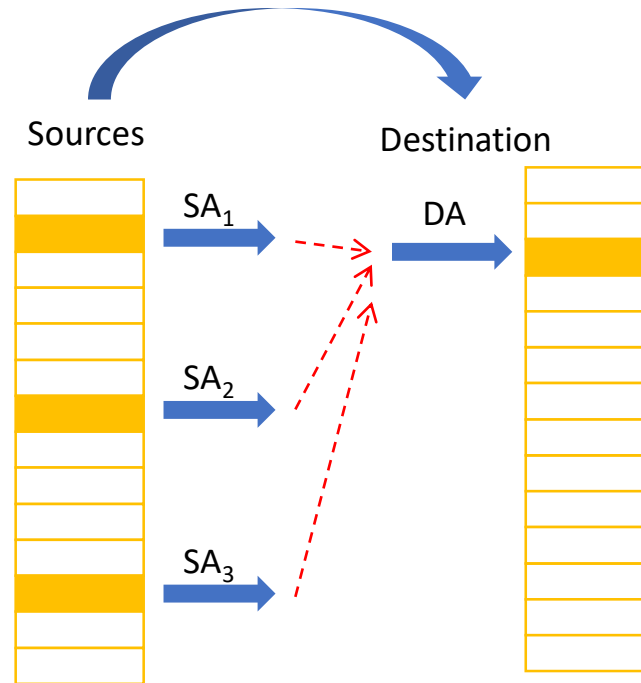 Sources
Destination
SA₁
DA
SA₂
SA₃